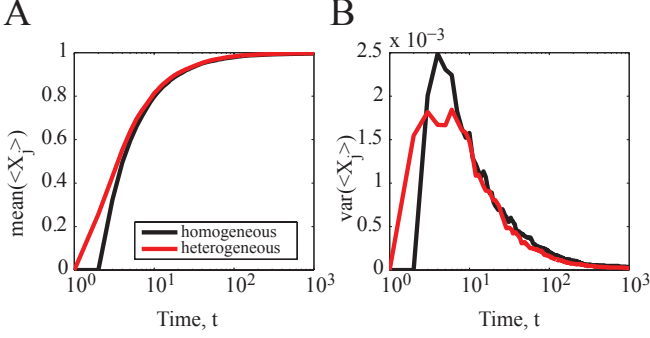 A
mean(<X_j>)
1
0.8
0.6
0.4
0.2
0
homogeneous
heterogeneous
10^0
10^1
10^2
10^3
Time, t
B
x 10^−3
var(<X_j>)
2.5
2
1.5
1
0.5
0
10^0
10^1
10^2
10^3
Time, t